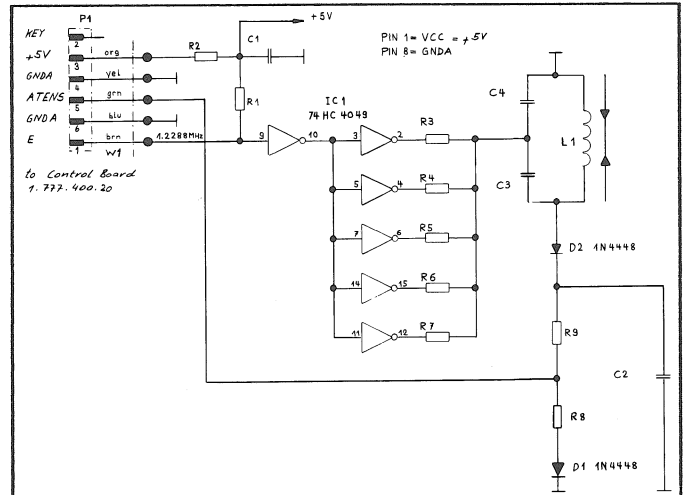 P1
KEY
2
+5V
3
org
R2
C1
+5V
PIN 1= VCC = +5V
PIN 8= GNDA
GNDA
4
yel
ATENS
5
grn
GNDA
6
blu
E
1
brn
W1
1.2288MHz
R1
to Control Board
1.777.400.20
IC1
74 HC 4049
9
10
3
2
R3
5
4
R4
7
6
R5
14
15
R6
11
12
R7
C4
C3
L1
D2 1N4448
R9
C2
R8
D1 1N4448